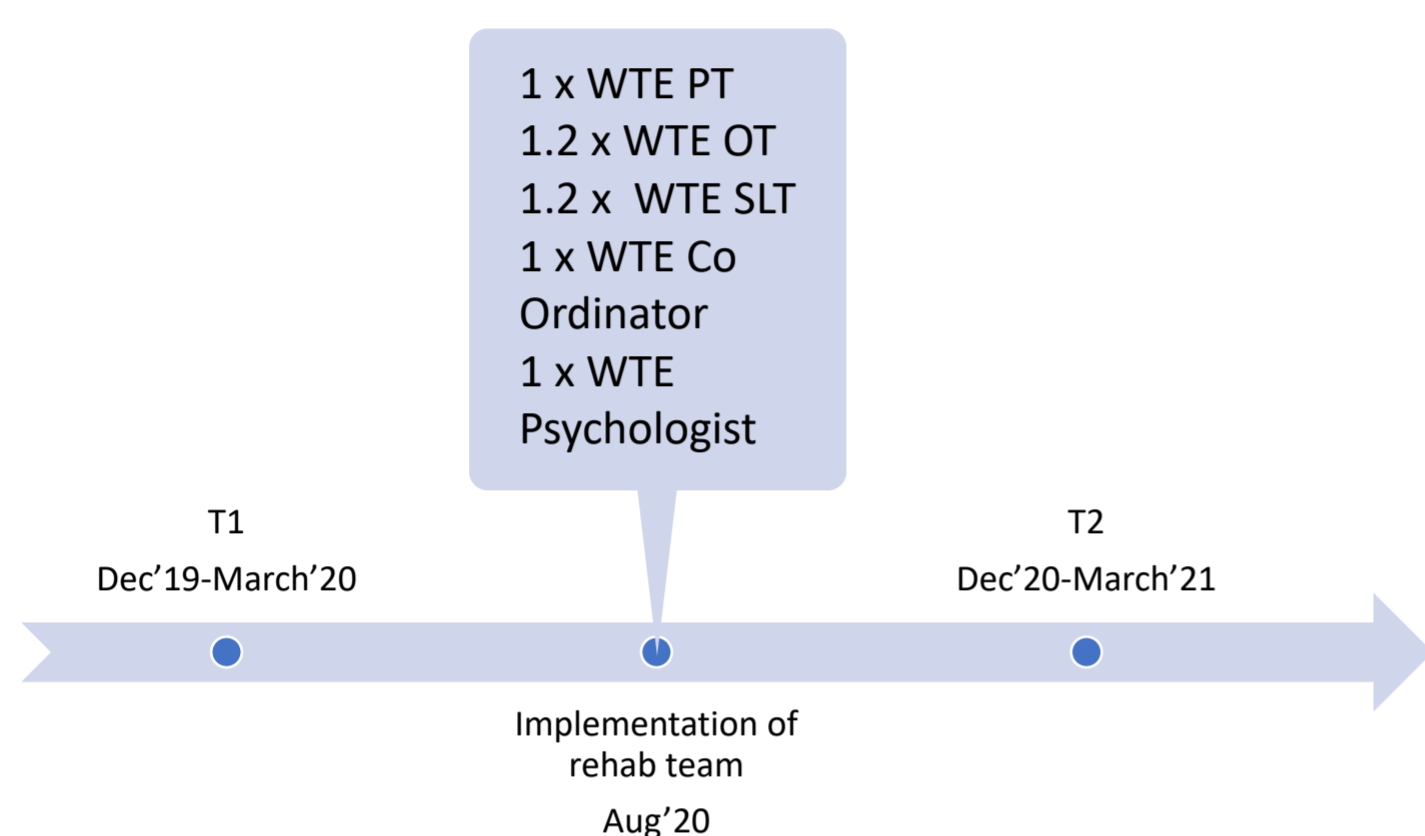 1 x WTE PT
1.2 x WTE OT
1.2 x  WTE SLT
1 x WTE Co
Ordinator
1 x WTE
Psychologist
T1
Dec’19-March’20
T2
Dec’20-March’21
Implementation of
rehab team
Aug’20